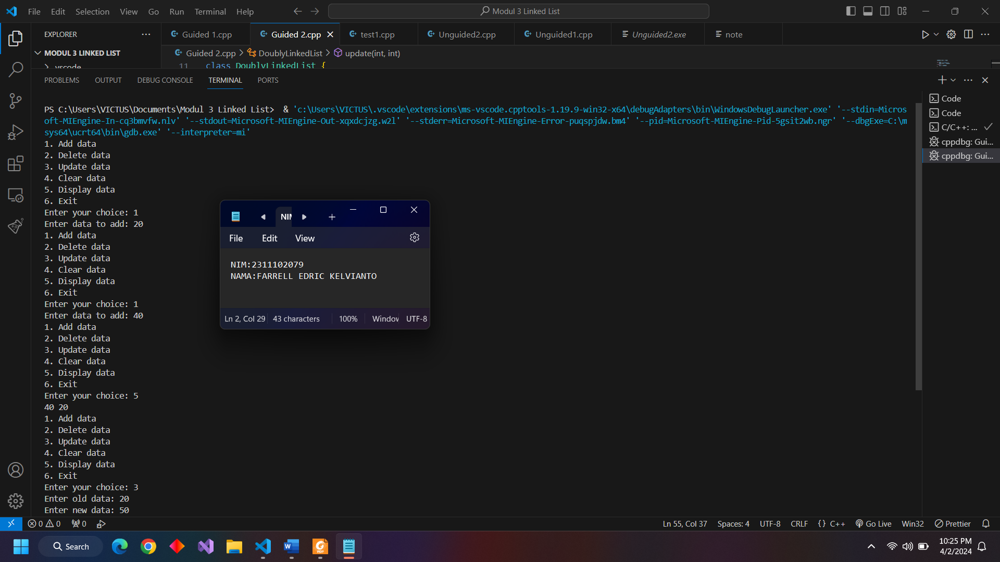 File Edit Selection View Go Run Terminal Help
Modul 3 Linked List
EXPLORER
Guided 1.cpp
Guided 2.cpp
test1.cpp
Unguided2.cpp
Unguided1.cpp
Unguided2.exe
note
MODUL 3 LINKED LIST
.vscode
Guided 2.cpp > DoublyLinkedList > update(int, int)
11 class DoublyLinkedList {
PROBLEMS OUTPUT DEBUG CONSOLE TERMINAL PORTS
PS C:\Users\VICTUS\Documents\Modul 3 Linked List> & 'c:\Users\VICTUS\.vscode\extensions\ms-vscode.cpptools-1.19.9-win32-x64\debugAdapters\bin\WindowsDebugLauncher.exe' '--stdin=Micros
oft-MIEngine-In-cq3bmvfw.nlv' '--stdout=Microsoft-MIEngine-Out-xqxdcjzg.w2l' '--stderr=Microsoft-MIEngine-Error-puqspjdw.bm4' '--pid=Microsoft-MIEngine-Pid-5gsit2wb.ngr' '--dbgExe=C:\m
sys64\ucrt64\bin\gdb.exe' '--interpreter=mi'
1. Add data
2. Delete data
3. Update data
4. Clear data
5. Display data
6. Exit
Enter your choice: 1
Enter data to add: 20
1. Add data
2. Delete data
3. Update data
4. Clear data
5. Display data
6. Exit
Enter your choice: 1
Enter data to add: 40
1. Add data
2. Delete data
3. Update data
4. Clear data
5. Display data
6. Exit
Enter your choice: 5
40 20
1. Add data
2. Delete data
3. Update data
4. Clear data
5. Display data
6. Exit
Enter your choice: 3
Enter old data: 20
Enter new data: 50
Code
Code
C/C++: ...
cppdbg: Gui...
cppdbg: Gui...
NIM
File Edit View
NIM:2311102079
NAMA:FARRELL EDRIC KELVIANTO
Ln 2, Col 29 43 characters 100% Window UTF-8
0 0 0
Ln 55, Col 37 Spaces: 4 UTF-8 CRLF {} C++ Go Live Win32 Prettier
Search
10:25 PM
4/2/2024